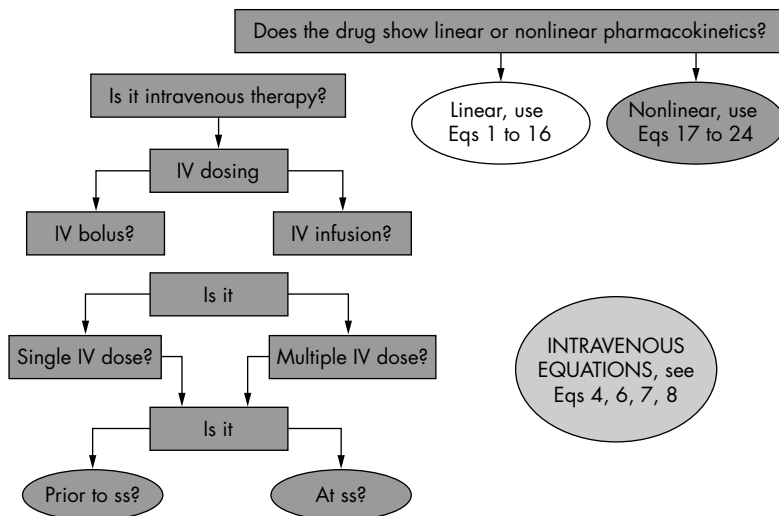 Does the drug show linear or nonlinear pharmacokinetics?
Is it intravenous therapy?
Linear, use
Eqs 1 to 16
Nonlinear, use
Eqs 17 to 24
IV dosing
IV bolus?
IV infusion?
Is it
Single IV dose?
Multiple IV dose?
INTRAVENOUS
EQUATIONS, see
Eqs 4, 6, 7, 8
Is it
Prior to ss?
At ss?